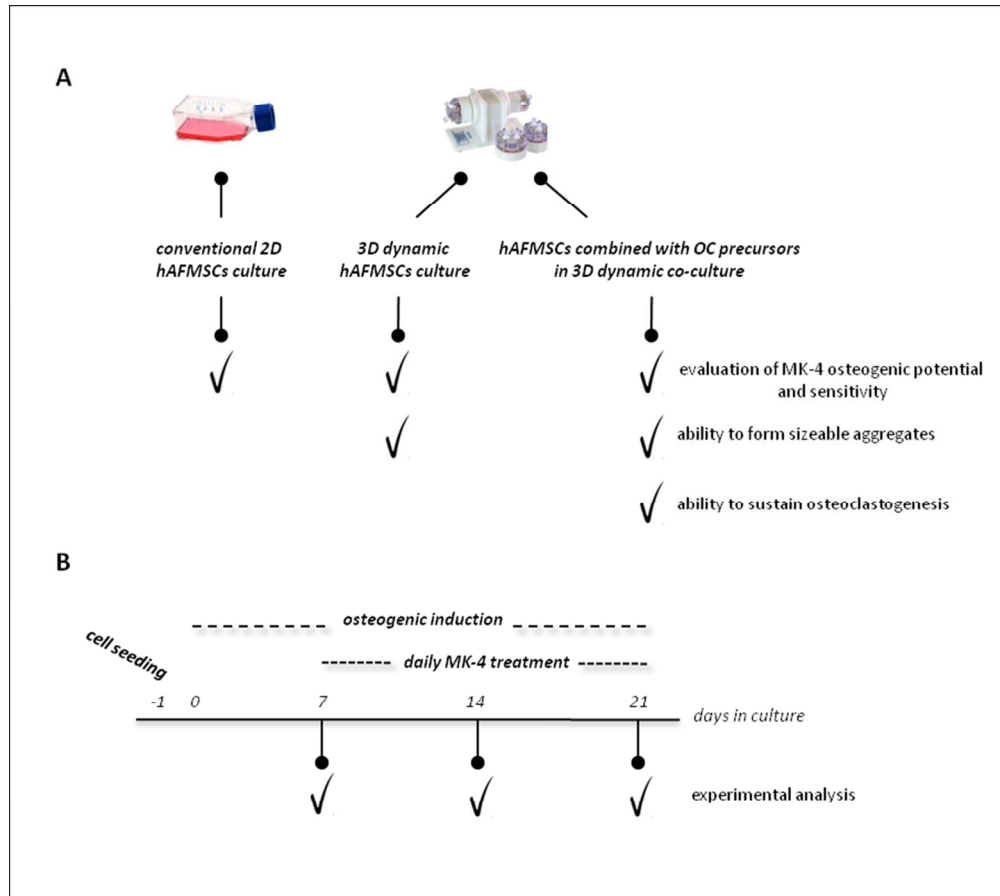 A
conventional 2D
hAFMSCs culture
3D dynamic
hAFMSCs culture
hAFMSCs combined with OC precursors
in 3D dynamic co-culture
evaluation of MK-4 osteogenic potential
and sensitivity
ability to form sizeable aggregates
ability to sustain osteoclastogenesis
B
osteogenic induction
cell seeding
daily MK-4 treatment
-1 0 7 14 21
days in culture
experimental analysis